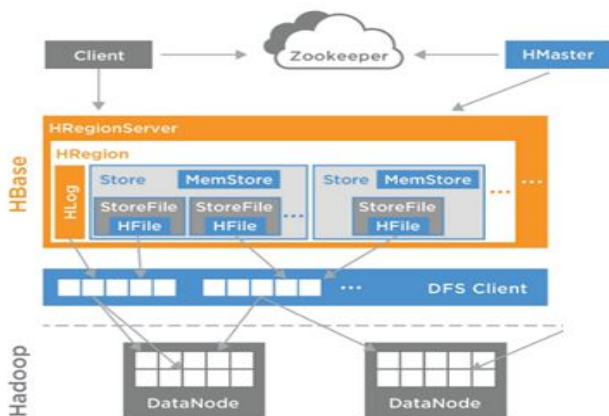 Client
Zookeeper
HMaster
HBase
HRegionServer
HRegion
HLog
Store
MemStore
StoreFile
HFile
StoreFile
HFile
...
Store
MemStore
StoreFile
HFile
...
...
...
DFS Client
Hadoop
DataNode
DataNode